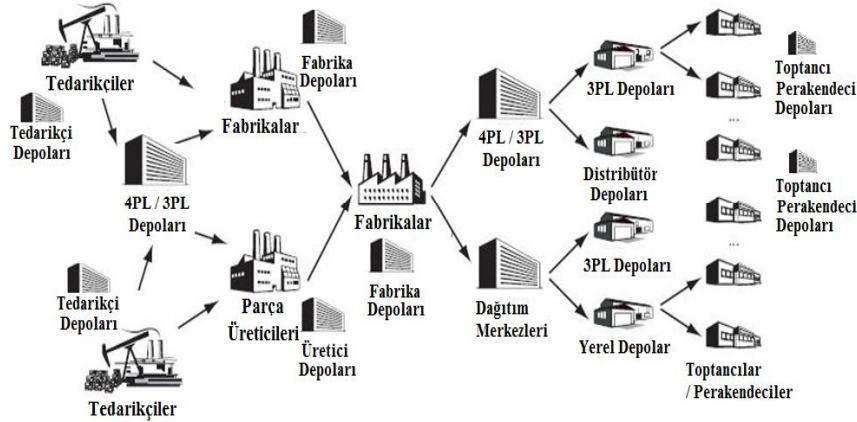 Tedarikçiler
Tedarikçi
Depoları
4PL / 3PL
Depoları
Tedarikçi
Depoları
Tedarikçiler
Fabrika
Depoları
Fabrikalar
Parça
Üreticileri
Üretici
Depoları
Fabrikalar
Fabrika
Depoları
4PL / 3PL
Depoları
Dağıtım
Merkezleri
3PL Depoları
Distribütör
Depoları
3PL Depoları
Yerel Depolar
Toptancı
Perakendeci
Depoları
...
Toptancı
Perakendeci
Depoları
...
Toptancılar
/ Perakendeciler